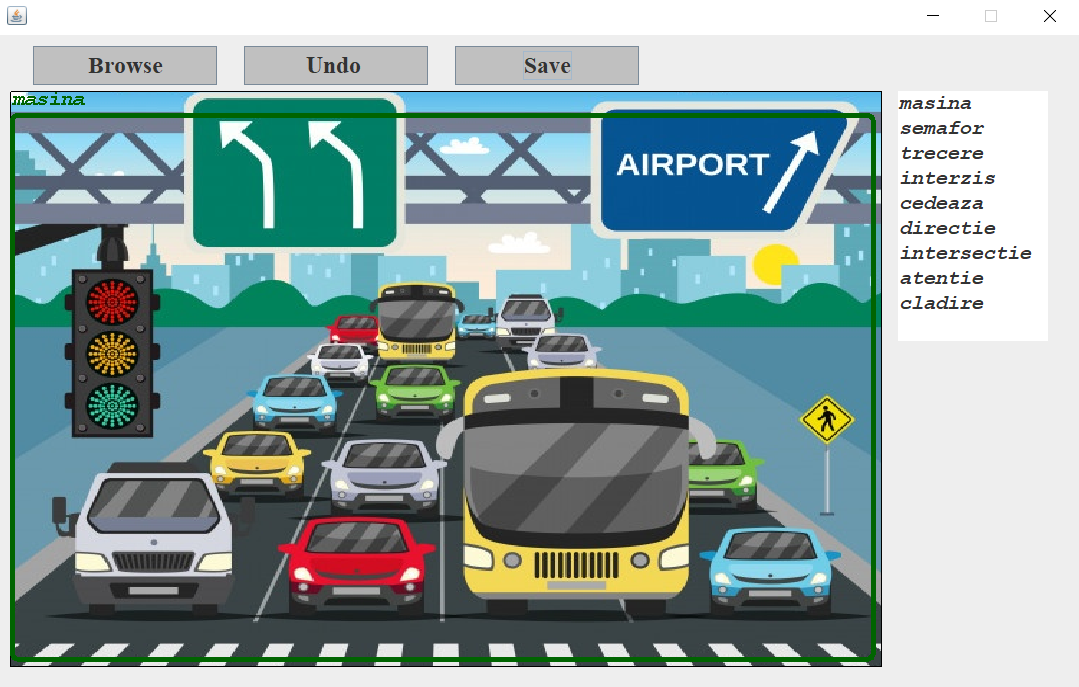 Browse Undo Save
masina
AIRPORT
masina
semafor
trecere
interzis
cedeaza
directie
intersectie
atentie
cladire